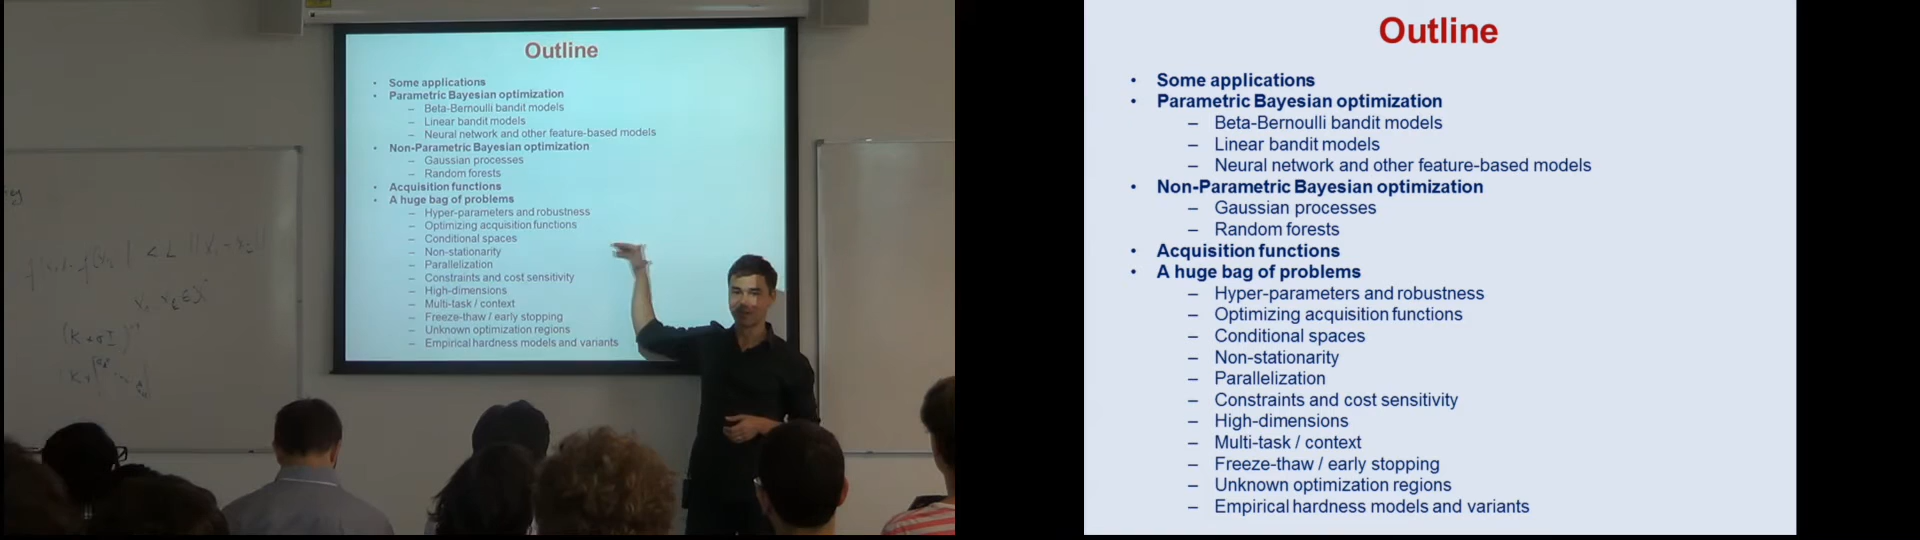 Outline
• Some applications
• Parametric Bayesian optimization
– Beta-Bernoulli bandit models
– Linear bandit models
– Neural network and other feature-based models
• Non-Parametric Bayesian optimization
– Gaussian processes
– Random forests
• Acquisition functions
• A huge bag of problems
– Hyper-parameters and robustness
– Optimizing acquisition functions
– Conditional spaces
– Non-stationarity
– Parallelization
– Constraints and cost sensitivity
– High-dimensions
– Multi-task / context
– Freeze-thaw / early stopping
– Unknown optimization regions
– Empirical hardness models and variants
Outline
• Some applications
• Parametric Bayesian optimization
– Beta-Bernoulli bandit models
– Linear bandit models
– Neural network and other feature-based models
• Non-Parametric Bayesian optimization
– Gaussian processes
– Random forests
• Acquisition functions
• A huge bag of problems
– Hyper-parameters and robustness
– Optimizing acquisition functions
– Conditional spaces
– Non-stationarity
– Parallelization
– Constraints and cost sensitivity
– High-dimensions
– Multi-task / context
– Freeze-thaw / early stopping
– Unknown optimization regions
– Empirical hardness models and variants